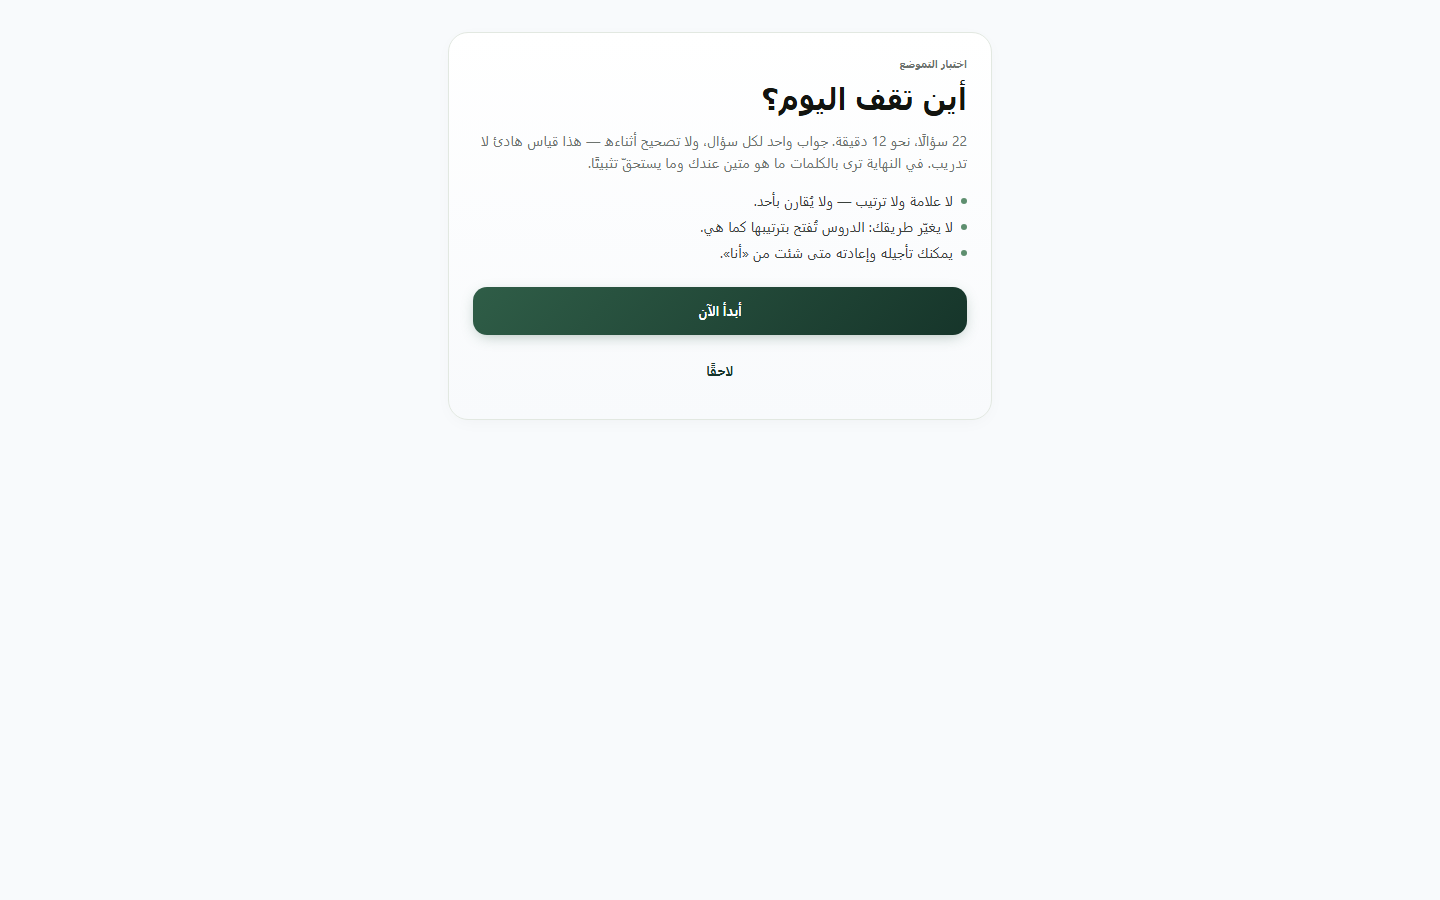 اختبار التموضع
أين تقف اليوم؟
22 سؤالًا، نحو 12 دقيقة. جواب واحد لكل سؤال، ولا تصحيح أثناءه — هذا قياس هادئ لا
تدريب. في النهاية ترى بالكلمات ما هو متين عندك وما يستحقّ تثبيتًا.
لا علامة ولا ترتيب — ولا يُقارن بأحد.
لا يغيّر طريقك: الدروس تُفتح بترتيبها كما هي.
يمكنك تأجيله وإعادته متى شئت من «أنا».
أبدأ الآن
لاحقًا